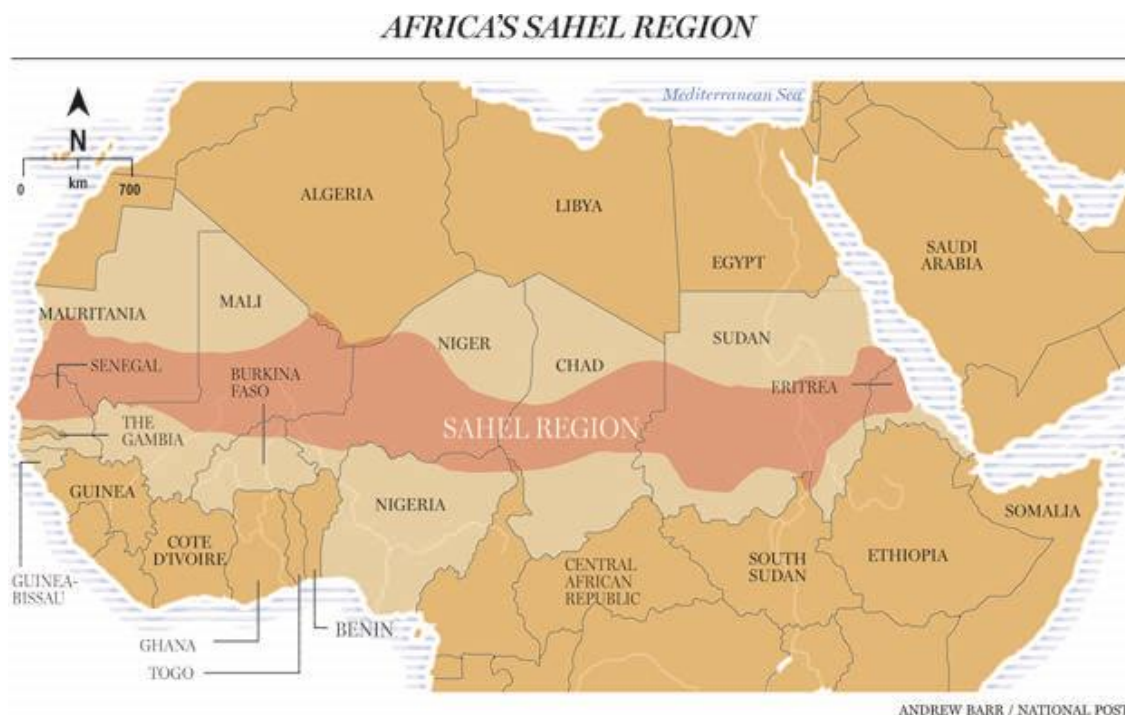 AFRICA'S SAHEL REGION
Mediterranean Sea
N
0 km 700
ALGERIA
LIBYA
EGYPT
SAUDI
ARABIA
MAURITANIA
MALI
NIGER
CHAD
SUDAN
SENEGAL
BURKINA
FASO
ERITREA
SAHEL REGION
THE
GAMBIA
GUINEA
NIGERIA
SOMALIA
COTE
D'IVOIRE
CENTRAL
AFRICAN
REPUBLIC
SOUTH
SUDAN
ETHIOPIA
GUINEA-
BISSAU
GHANA
BENIN
TOGO
ANDREW BARR / NATIONAL POST